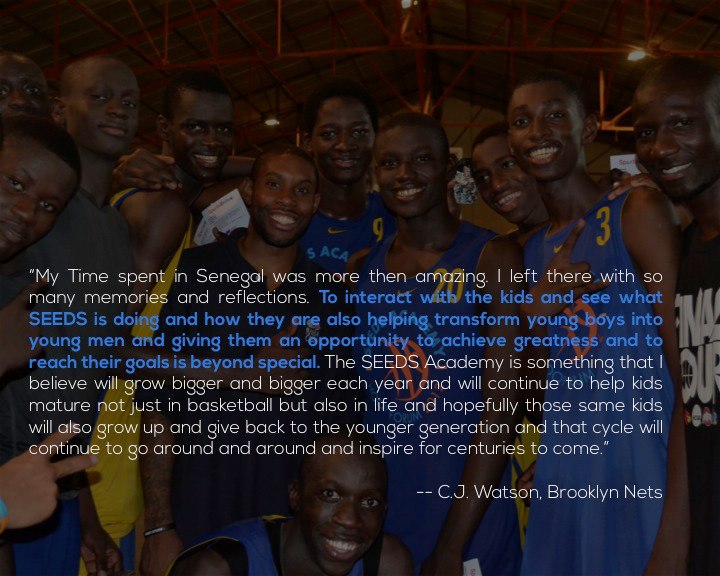 S ACA
9
3
20
“My Time spent in Senegal was more then amazing. I left there with so
many memories and reflections. To interact with the kids and see what
SEEDS is doing and how they are also helping transform young boys into
young men and giving them an opportunity to achieve greatness and to
reach their goals is beyond special. The SEEDS Academy is something that I
believe will grow bigger and bigger each year and will continue to help kids
mature not just in basketball but also in life and hopefully those same kids
will also grow up and give back to the younger generation and that cycle will
continue to go around and around and inspire for centuries to come.”
-- C.J. Watson, Brooklyn Nets